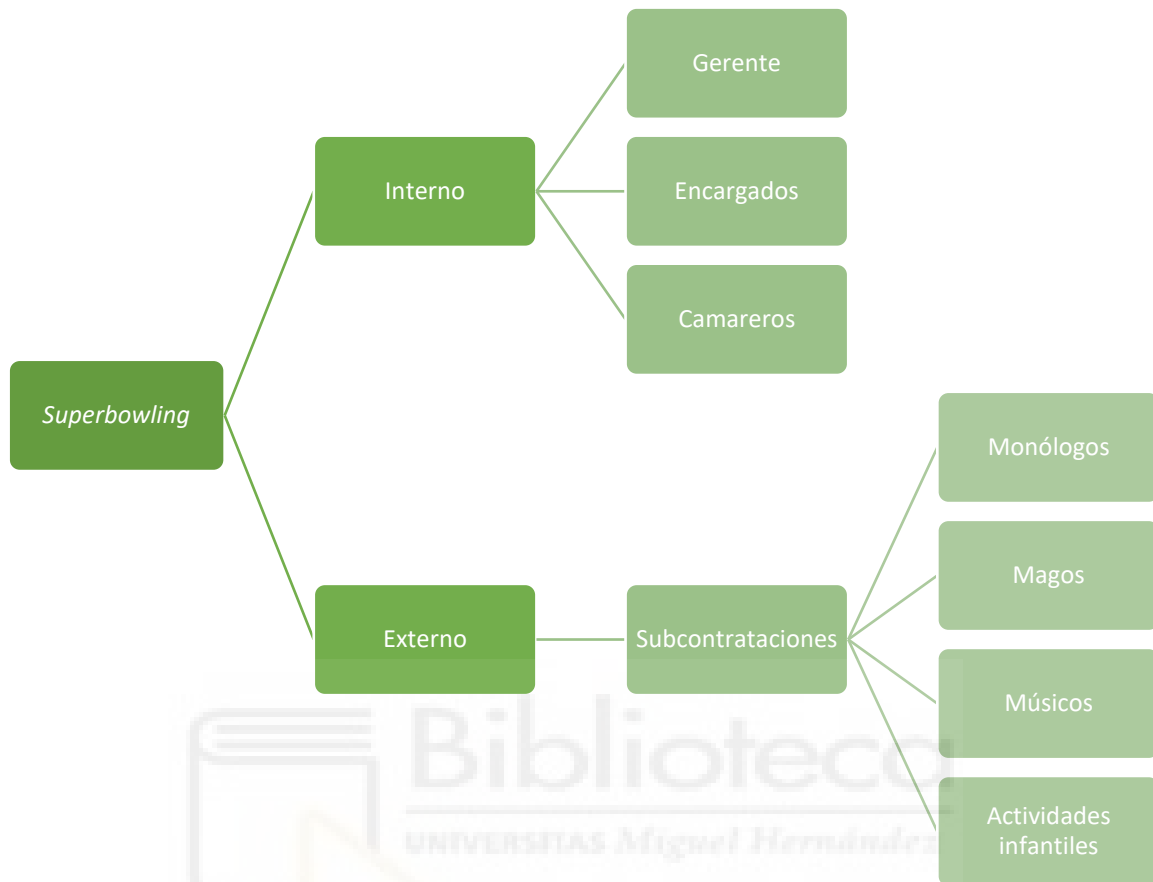 Gerente
Interno
Encargados
Camareros
Superbowling
Monólogos
Magos
Externo
Subcontrataciones
Músicos
Actividades
infantiles
Biblioteca
UNIVERSITAS Miguel Hernández